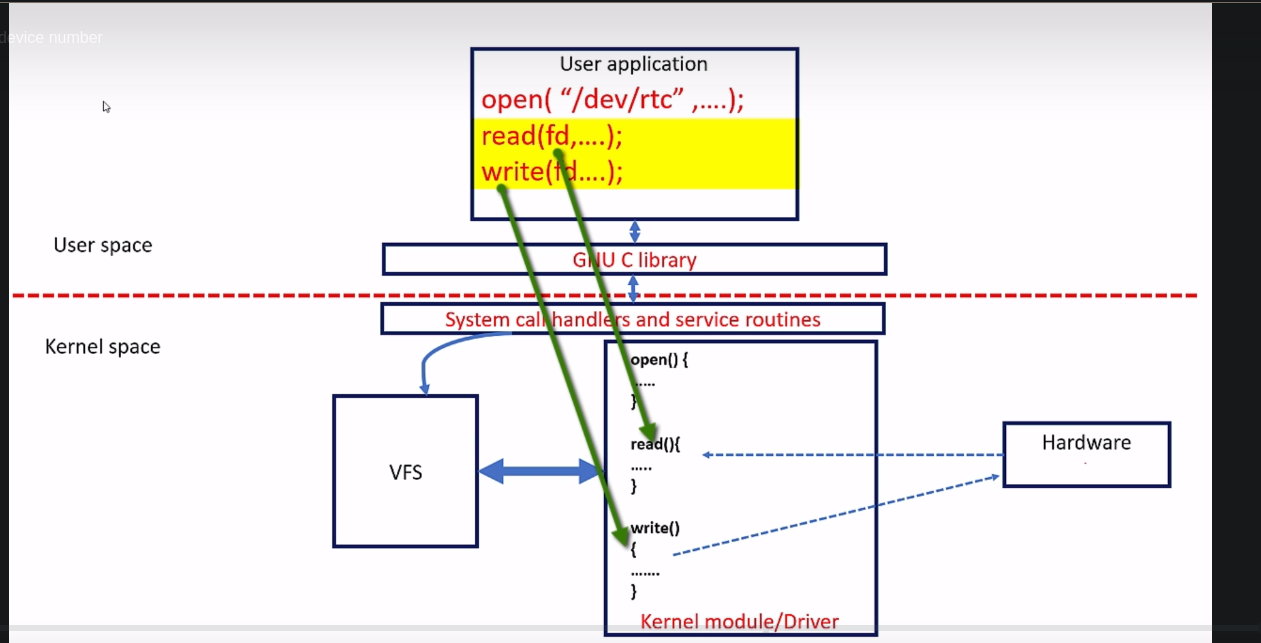 device number
User application
open( “/dev/rtc” ,....);
read(fd,....);
write(fd....);
User space
GNU C library
System call handlers and service routines
Kernel space
open() {
.....
}
read(){
.....
}
write()
{
.......
}
VFS
Hardware
Kernel module/Driver